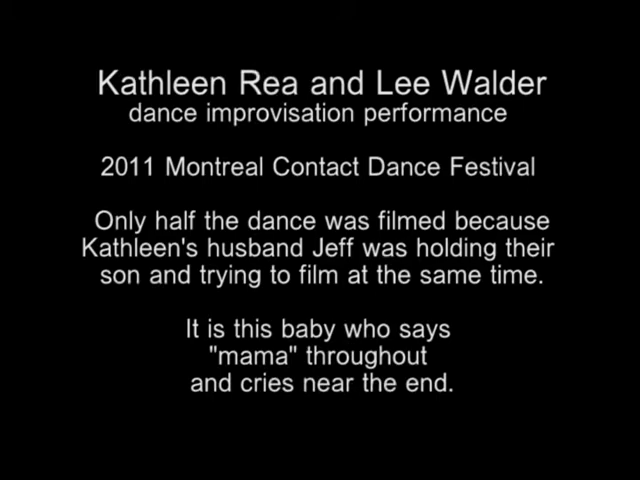 Kathleen Rea and Lee Walder
dance improvisation performance
2011 Montreal Contact Dance Festival
Only half the dance was filmed because
Kathleen's husband Jeff was holding their
son and trying to film at the same time.
It is this baby who says
"mama" throughout
and cries near the end.